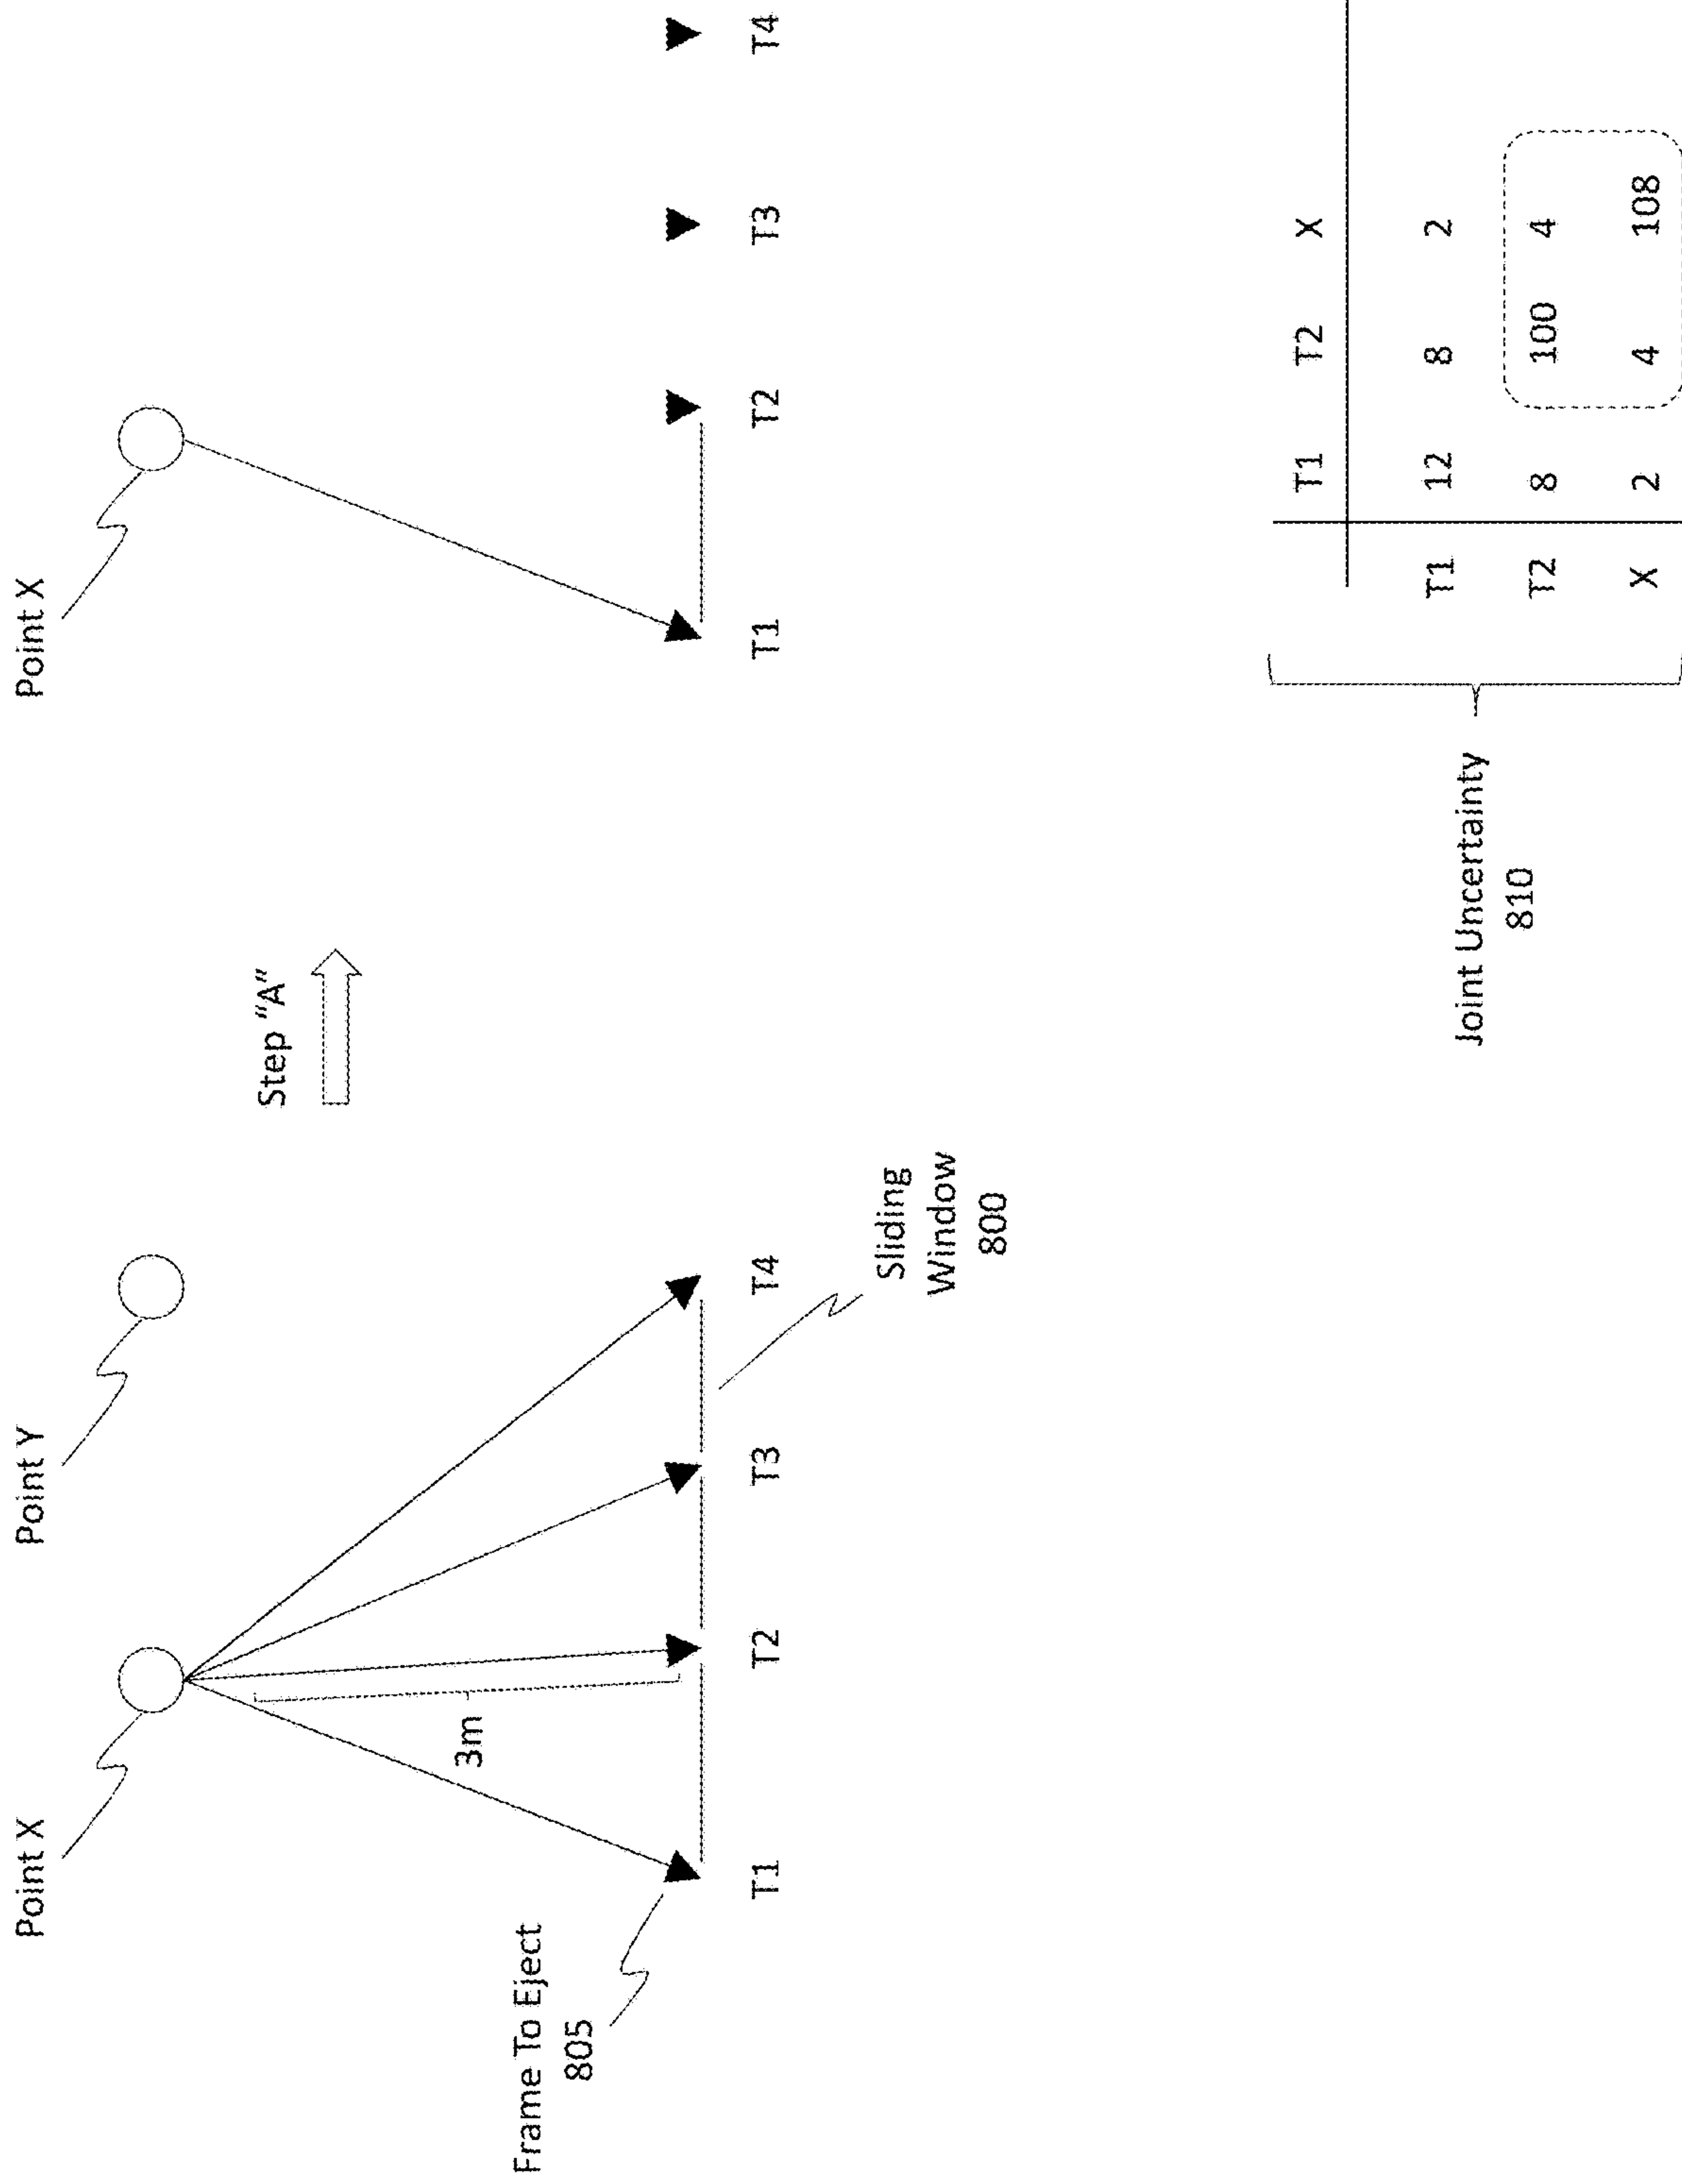 Point X
Point Y
3m
Frame To Eject
805
T1 T2 T3 T4
Sliding
Window
800
Step "A"
Point X
T1 T2 T3 T4
Joint Uncertainty
810
T1 T2 X
T1 12 8 2
T2 8 100 4
X 2 4 108